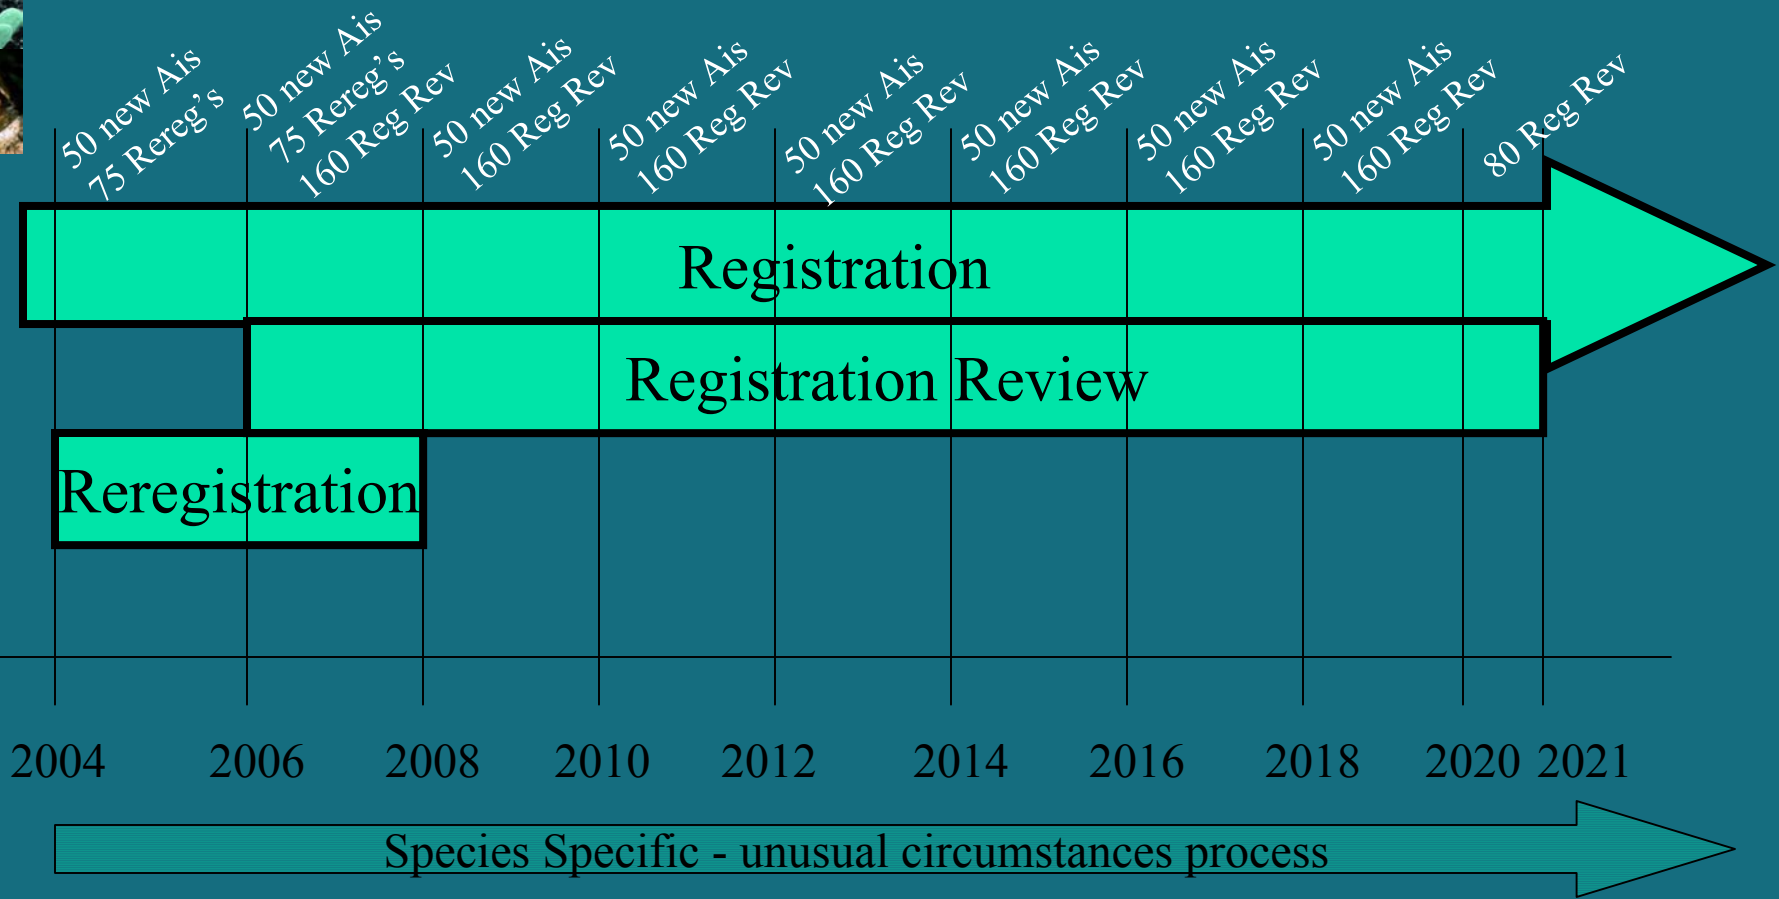 50 new Ais
75 Rereg's
50 new Ais
75 Rereg's
160 Reg Rev
50 new Ais
160 Reg Rev
50 new Ais
160 Reg Rev
50 new Ais
160 Reg Rev
50 new Ais
160 Reg Rev
50 new Ais
160 Reg Rev
50 new Ais
160 Reg Rev
80 Reg Rev
Registration
Registration Review
Reregistration
2004 2006 2008 2010 2012 2014 2016 2018 2020 2021
Species Specific - unusual circumstances process